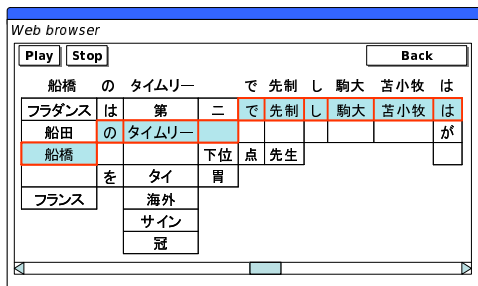 Web browser
Play Stop Back
船橋 の タイムリー で 先制 し 駒大 苫小牧 は
フラダンス は 第 二 で 先制 し 駒大 苫小牧 は
船田 の タイムリー が
船橋 下位 点 先生
を タイ 胃
フランス 海外
サイン
冠